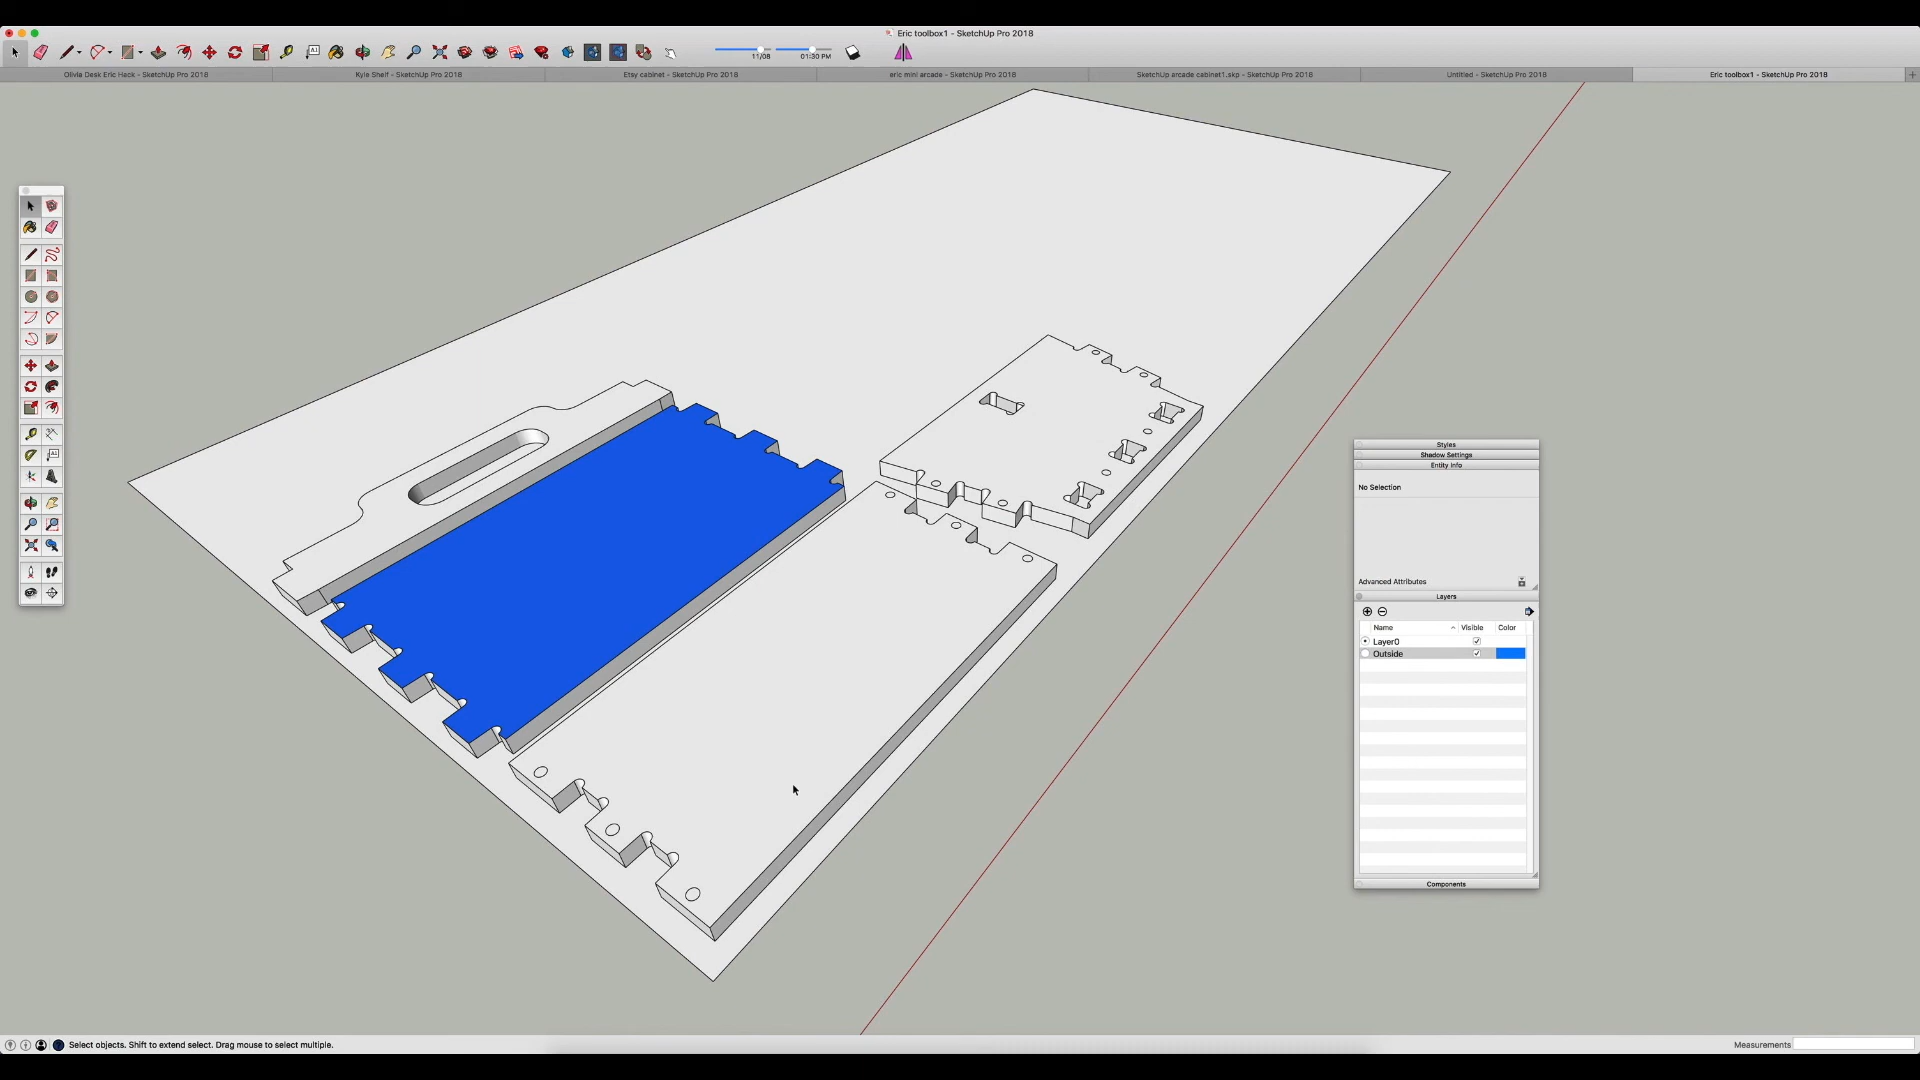 Eric toolbox1 - SketchUp Pro 2018
11/08
01:30 PM
Olivia Desk Eric Hack - SketchUp Pro 2018
Kyle Shelf - SketchUp Pro 2018
Etsy cabinet - SketchUp Pro 2018
eric mini arcade - SketchUp Pro 2018
SketchUp arcade cabinet1.skp - SketchUp Pro 2018
Untitled - SketchUp Pro 2018
Eric toolbox1 - SketchUp Pro 2018
Styles
Shadow Settings
Entity Info
No Selection
Advanced Attributes
Layers
Name Visible Color
Layer0
Outside
Components
Select objects. Shift to extend select. Drag mouse to select multiple.
Measurements